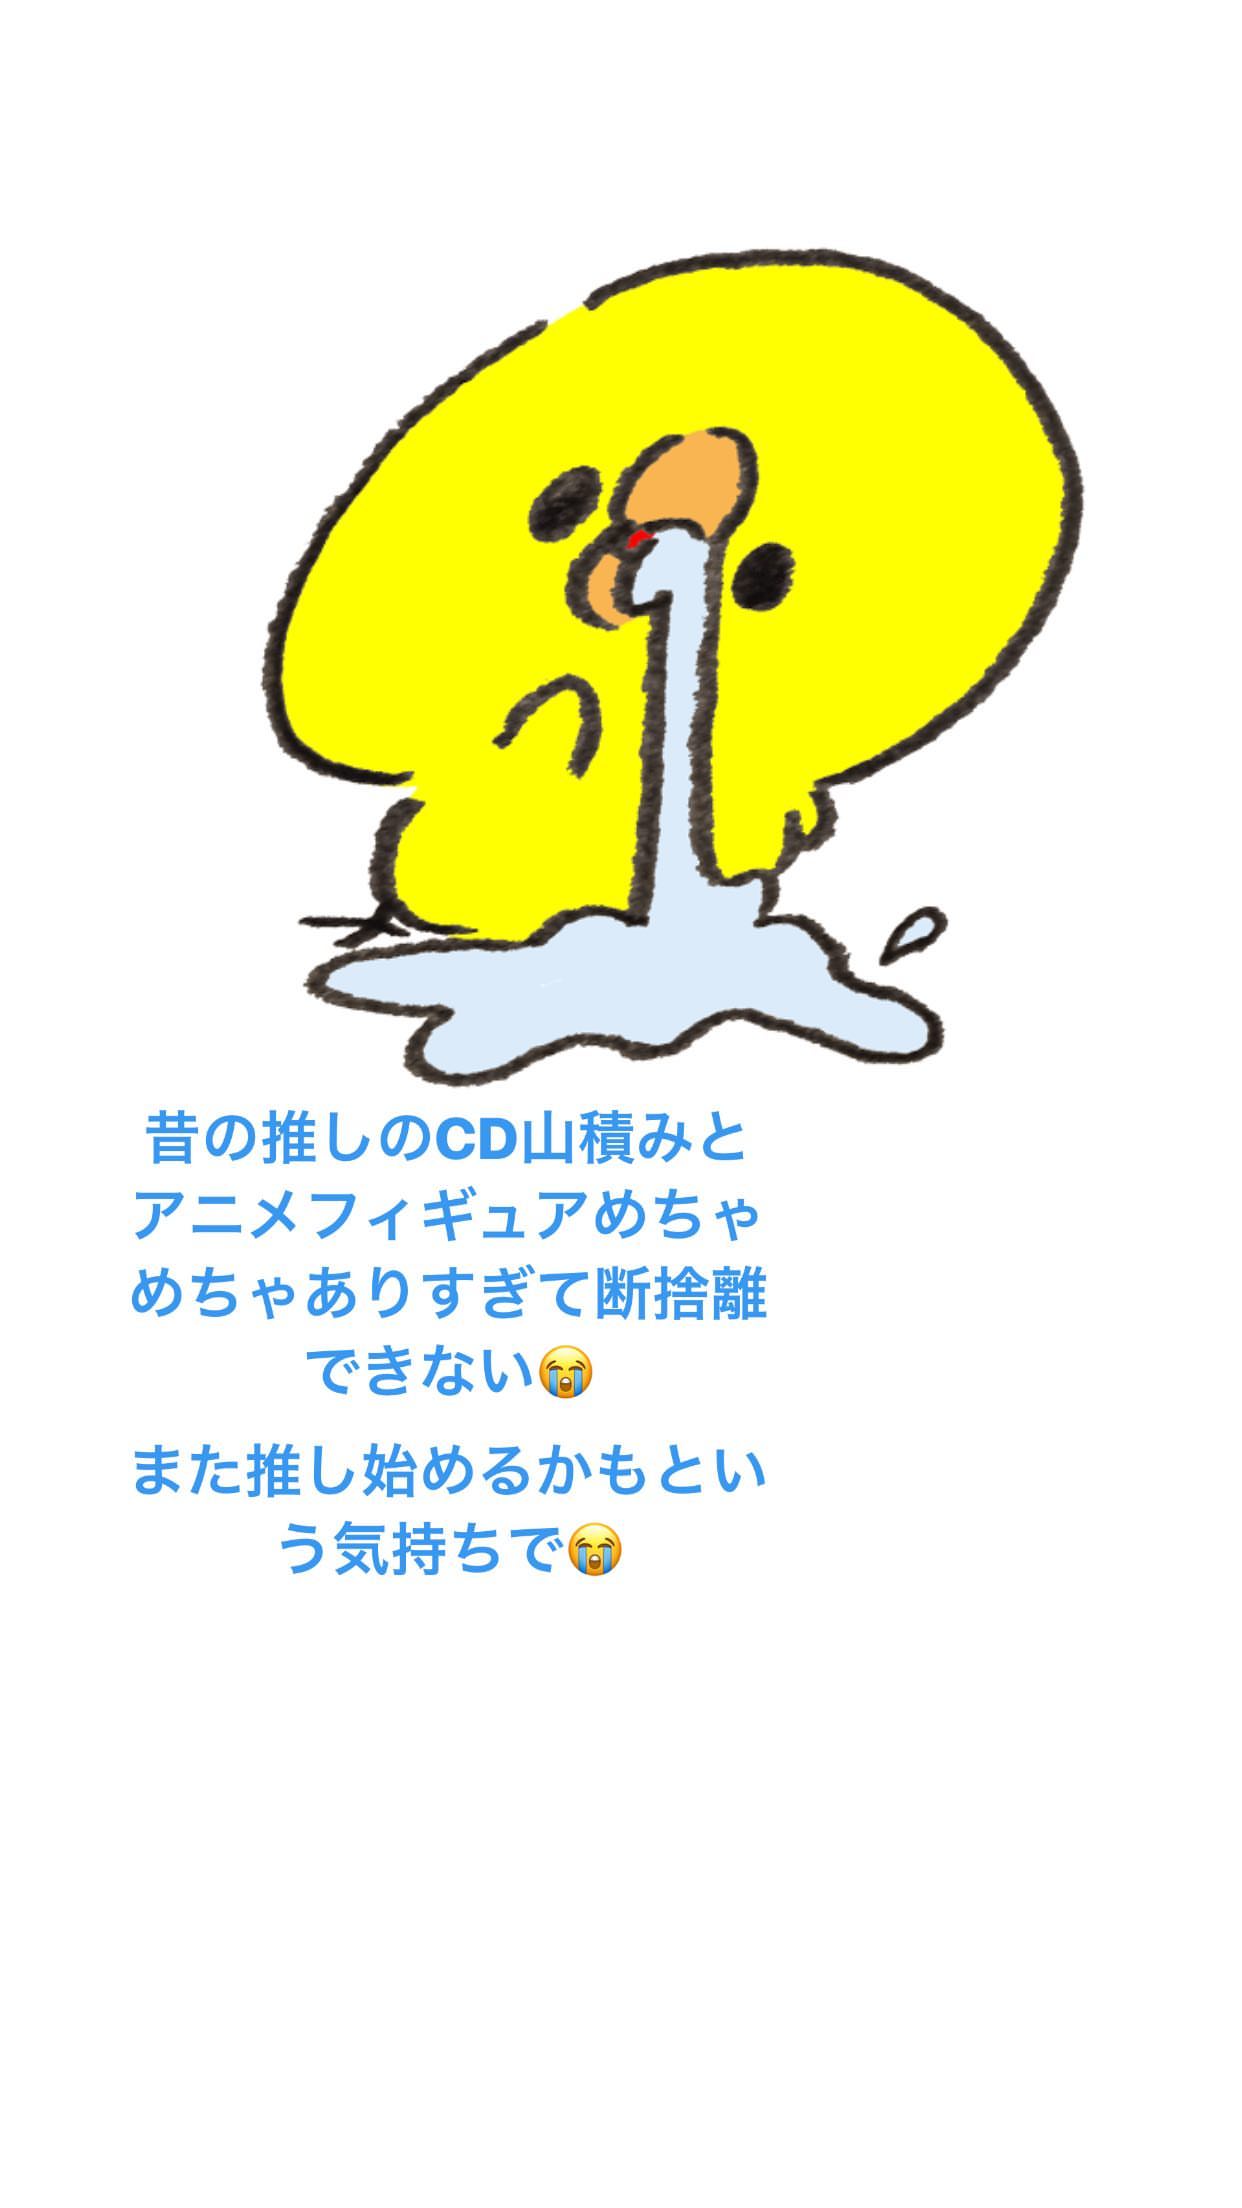 昔の推しのCD山積みと
アニメフィギュアめちゃ
めちゃありすぎて断捨離
できない😭
また推し始めるかもとい
う気持ちで😭